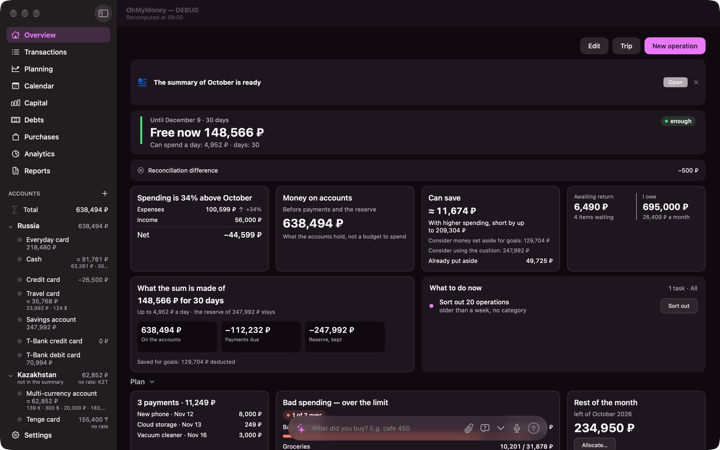 OhMyMoney — DEBUG
Recomputed at 09:00
Overview
Transactions
Planning
Calendar
Capital
Debts
Purchases
Analytics
Reports
ACCOUNTS
Total 638,494 ₽
Russia 638,494 ₽
Everyday card
218,480 ₽
Cash ≈ 91,761 ₽
63,261 ₽ · 30…
Credit card −26,500 ₽
Travel card
≈ 35,768 ₽
23,992 ₽ · 124 $
Savings account
247,992 ₽
T-Bank credit card 0 ₽
T-Bank debit card
70,994 ₽
Kazakhstan 62,852 ₽
not in the summary no rate: KZT
Multi-currency account
≈ 62,852 ₽
139 € · 300 $ · 20,000 ₽ · 183,…
Tenge card 155,400 ₸
no rate
Settings
Edit
Trip
New operation
The summary of October is ready
Open
Until December 9 · 30 days
Free now 148,566 ₽
Can spend a day: 4,952 ₽ · days: 30
enough
Reconciliation difference −500 ₽
Spending is 34% above October
Expenses 100,599 ₽ ↑ +34%
Income 56,000 ₽
Net −44,599 ₽
Money on accounts
Before payments and the reserve
638,494 ₽
What the accounts hold, not a budget to spend
Can save
≈ 11,674 ₽
With higher spending, short by up
to 209,304 ₽
Consider money set aside for goals: 129,704 ₽
Consider using the cushion: 247,992 ₽
Already put aside 49,725 ₽
Awaiting return
6,490 ₽
4 items waiting
I owe
695,000 ₽
26,409 ₽ a month
What the sum is made of
148,566 ₽ for 30 days
Up to 4,952 ₽ a day · the reserve of 247,992 ₽ stays
638,494 ₽
On the accounts
−112,232 ₽
Payments due
−247,992 ₽
Reserve, kept
Saved for goals: 129,704 ₽ deducted
What to do now
1 task · All
Sort out 20 operations
older than a week, no category
Sort out
Plan
3 payments · 11,249 ₽
New phone · Nov 12 8,000 ₽
Cloud storage · Nov 13 249 ₽
Vacuum cleaner · Nov 16 3,000 ₽
Bad spending — over the limit
1 of 2 over
Groceries 10,201 / 31,878 ₽
What did you buy? E.g. cafe 450
Rest of the month
left of October 2026
234,950 ₽
Allocate…